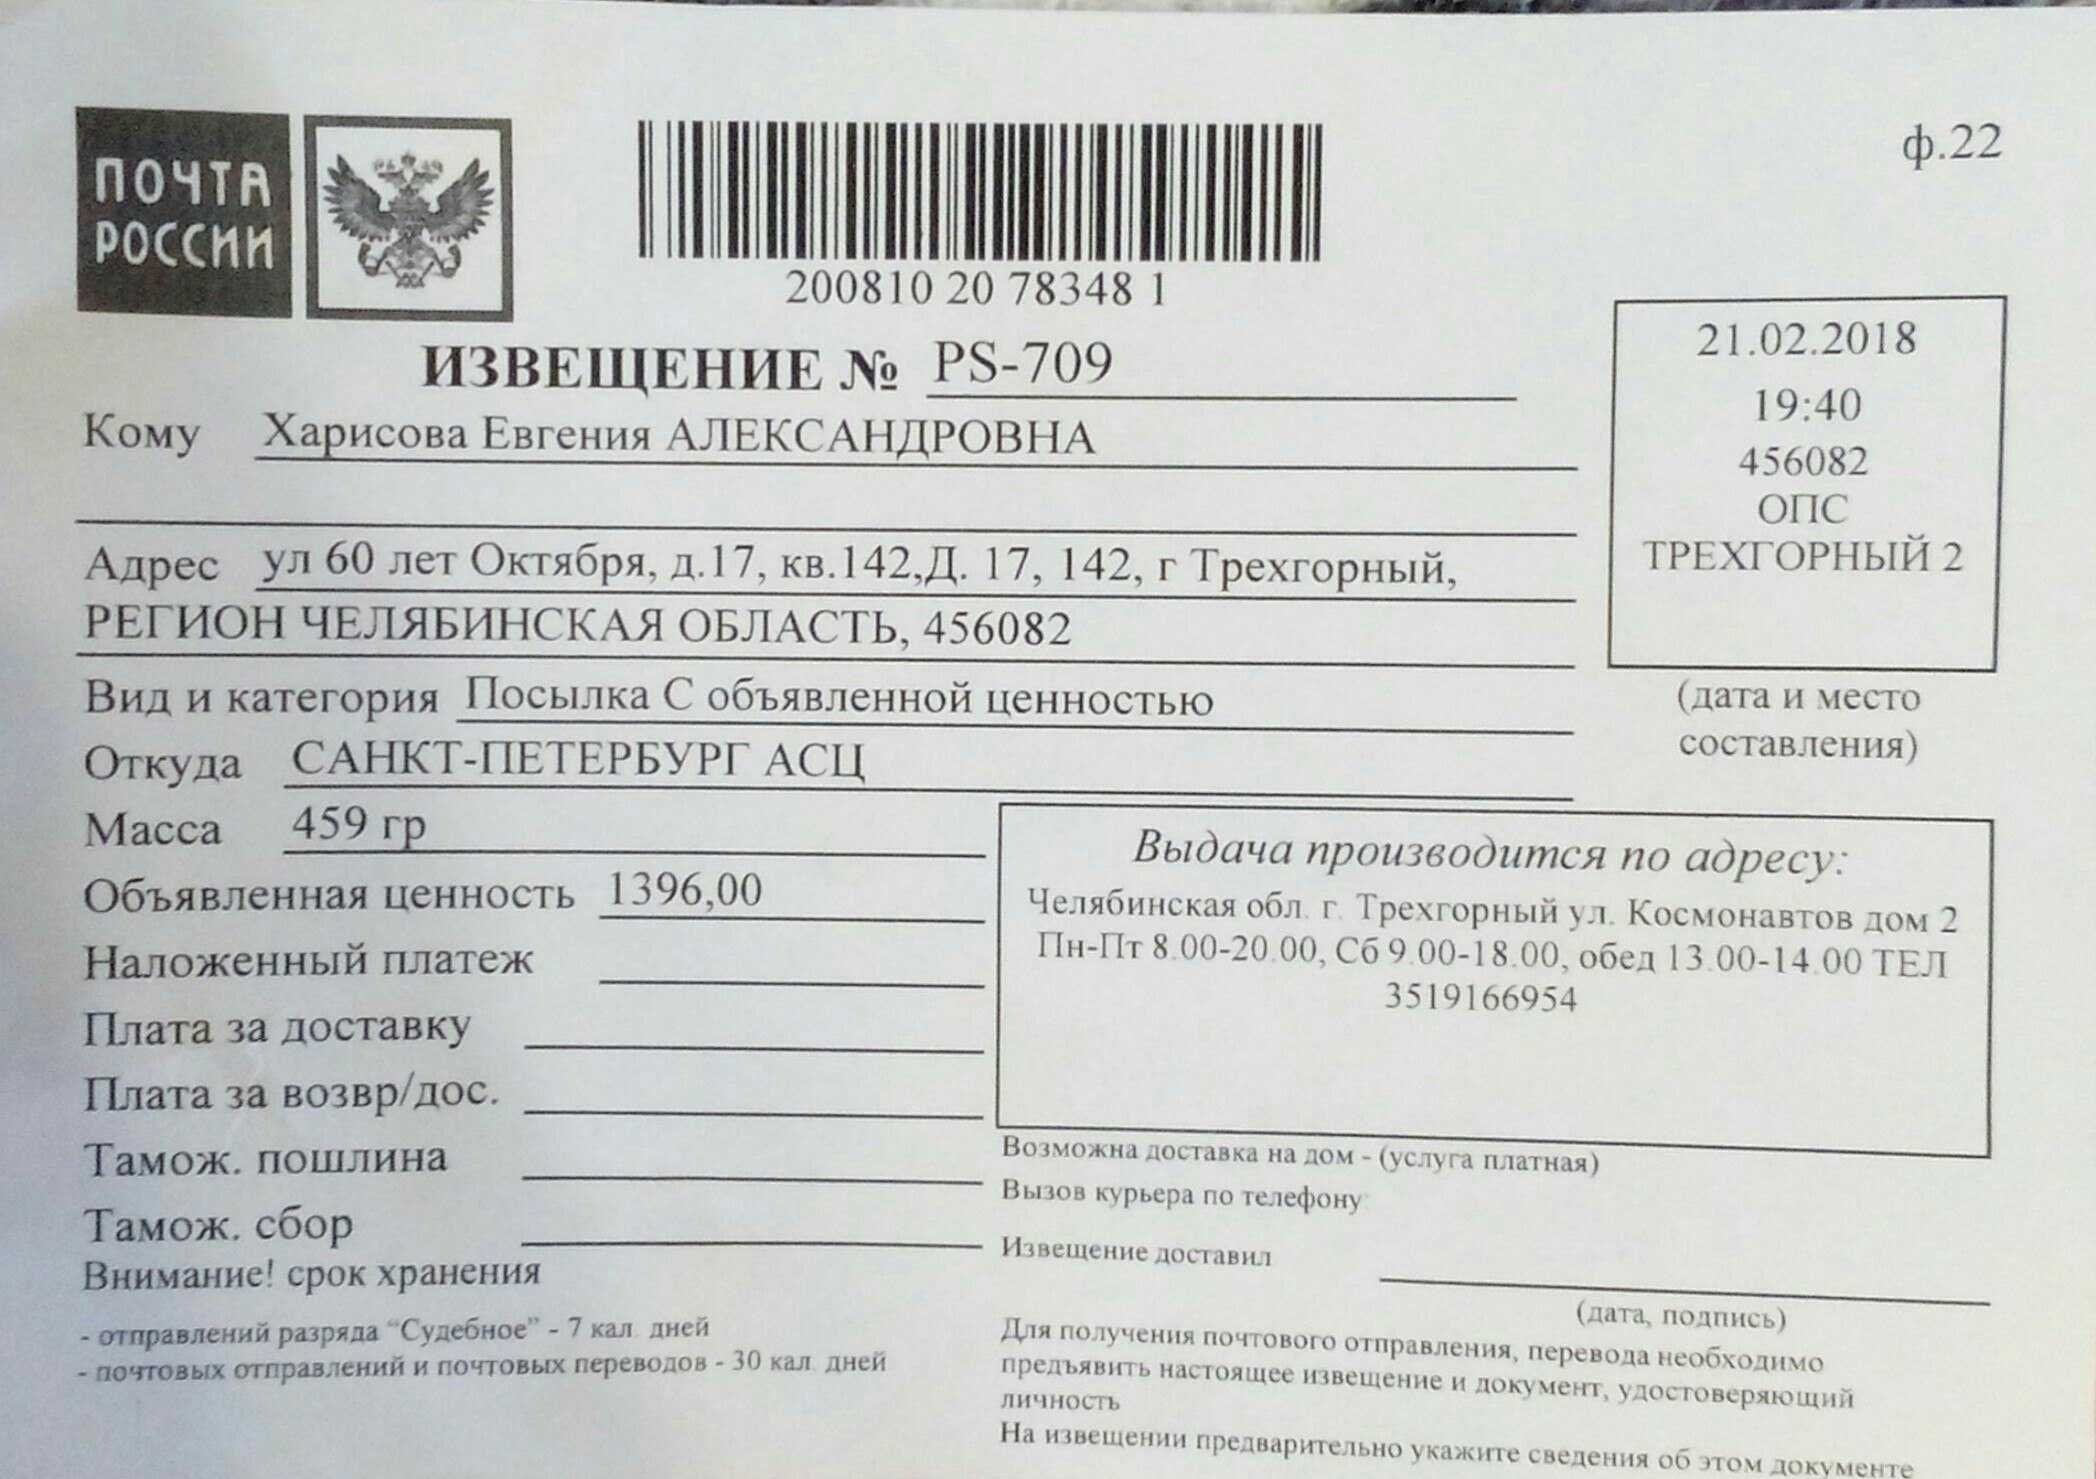 ПОЧТА
РОССИИ
ф.22
200810 20 78348 1
ИЗВЕЩЕНИЕ № PS-709
21.02.2018
19:40
456082
ОПС
ТРЕХГОРНЫЙ 2
(дата и место
составления)
Кому Харисова Евгения АЛЕКСАНДРОВНА
Адрес ул 60 лет Октября, д.17, кв.142,Д. 17, 142, г Трехгорный,
РЕГИОН ЧЕЛЯБИНСКАЯ ОБЛАСТЬ, 456082
Вид и категория Посылка С объявленной ценностью
Откуда САНКТ-ПЕТЕРБУРГ АСЦ
Масса 459 гр
Объявленная ценность 1396,00
Наложенный платеж
Плата за доставку
Плата за возвр/дос.
Тамож. пошлина
Тамож. сбор
Внимание! срок хранения
- отправлений разряда “Судебное” - 7 кал. дней
- почтовых отправлений и почтовых переводов - 30 кал. дней
Выдача производится по адресу:
Челябинская обл. г. Трехгорный ул. Космонавтов дом 2
Пн-Пт 8.00-20.00, Сб 9.00-18.00, обед 13.00-14.00 ТЕЛ
3519166954
Возможна доставка на дом - (услуга платная)
Вызов курьера по телефону
Извещение доставил
(дата, подпись)
Для получения почтового отправления, перевода необходимо
предъявить настоящее извещение и документ, удостоверяющий
личность
На извещении предварительно укажите сведения об этом документе